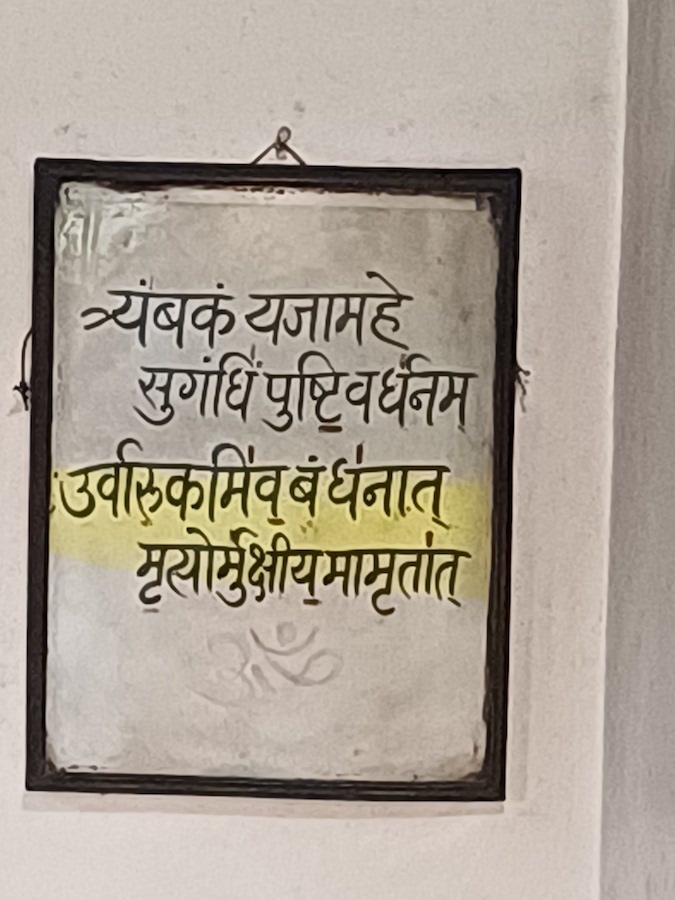 त्र्यंबकं यजामहे
सुगंधिं पुष्टिवर्धनम्
उर्वारुकमिव बंधनात्
मृत्योर्मुक्षीय मामृतात्
ॐ